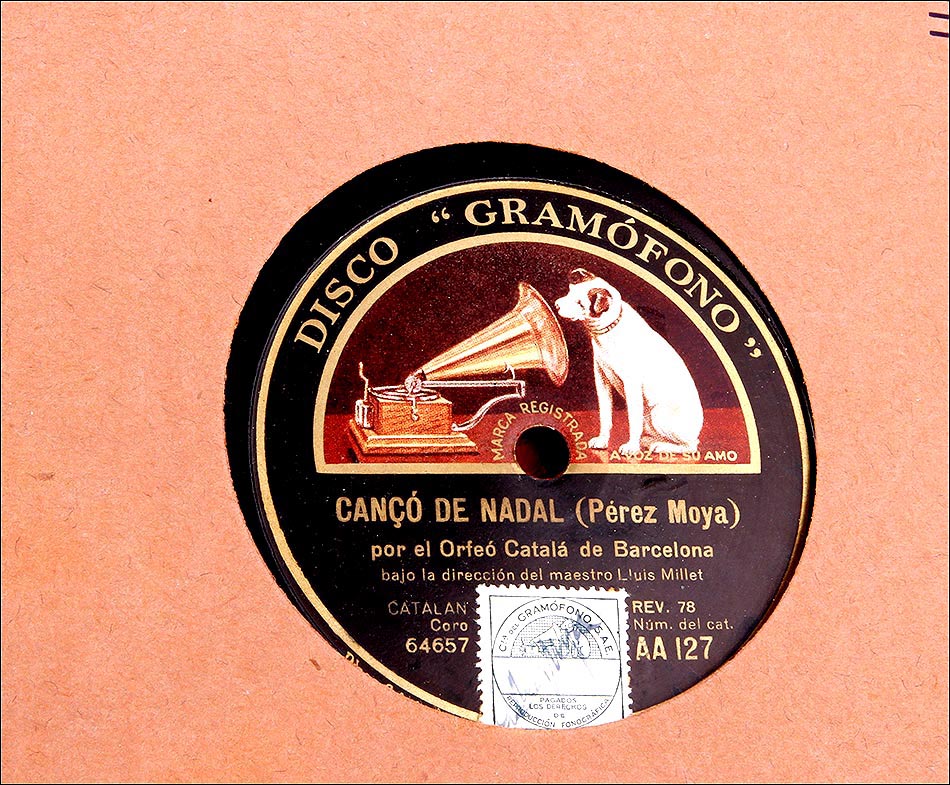 DISCO “GRAMÓFONO”
MARCA REGISTRADA
A VOZ DE SU AMO
CANÇÓ DE NADAL (Pérez Moya)
por el Orfeó Catalá de Barcelona
bajo la dirección del maestro Lluis Millet
CATALAN REV. 78
Coro Núm. del cat.
64657 AA 127
CIA DEL GRAMÓFONO, S.A.E.
PAGADOS
LOS DERECHOS
DE
REPRODUCCIÓN FONOGRÁFICA